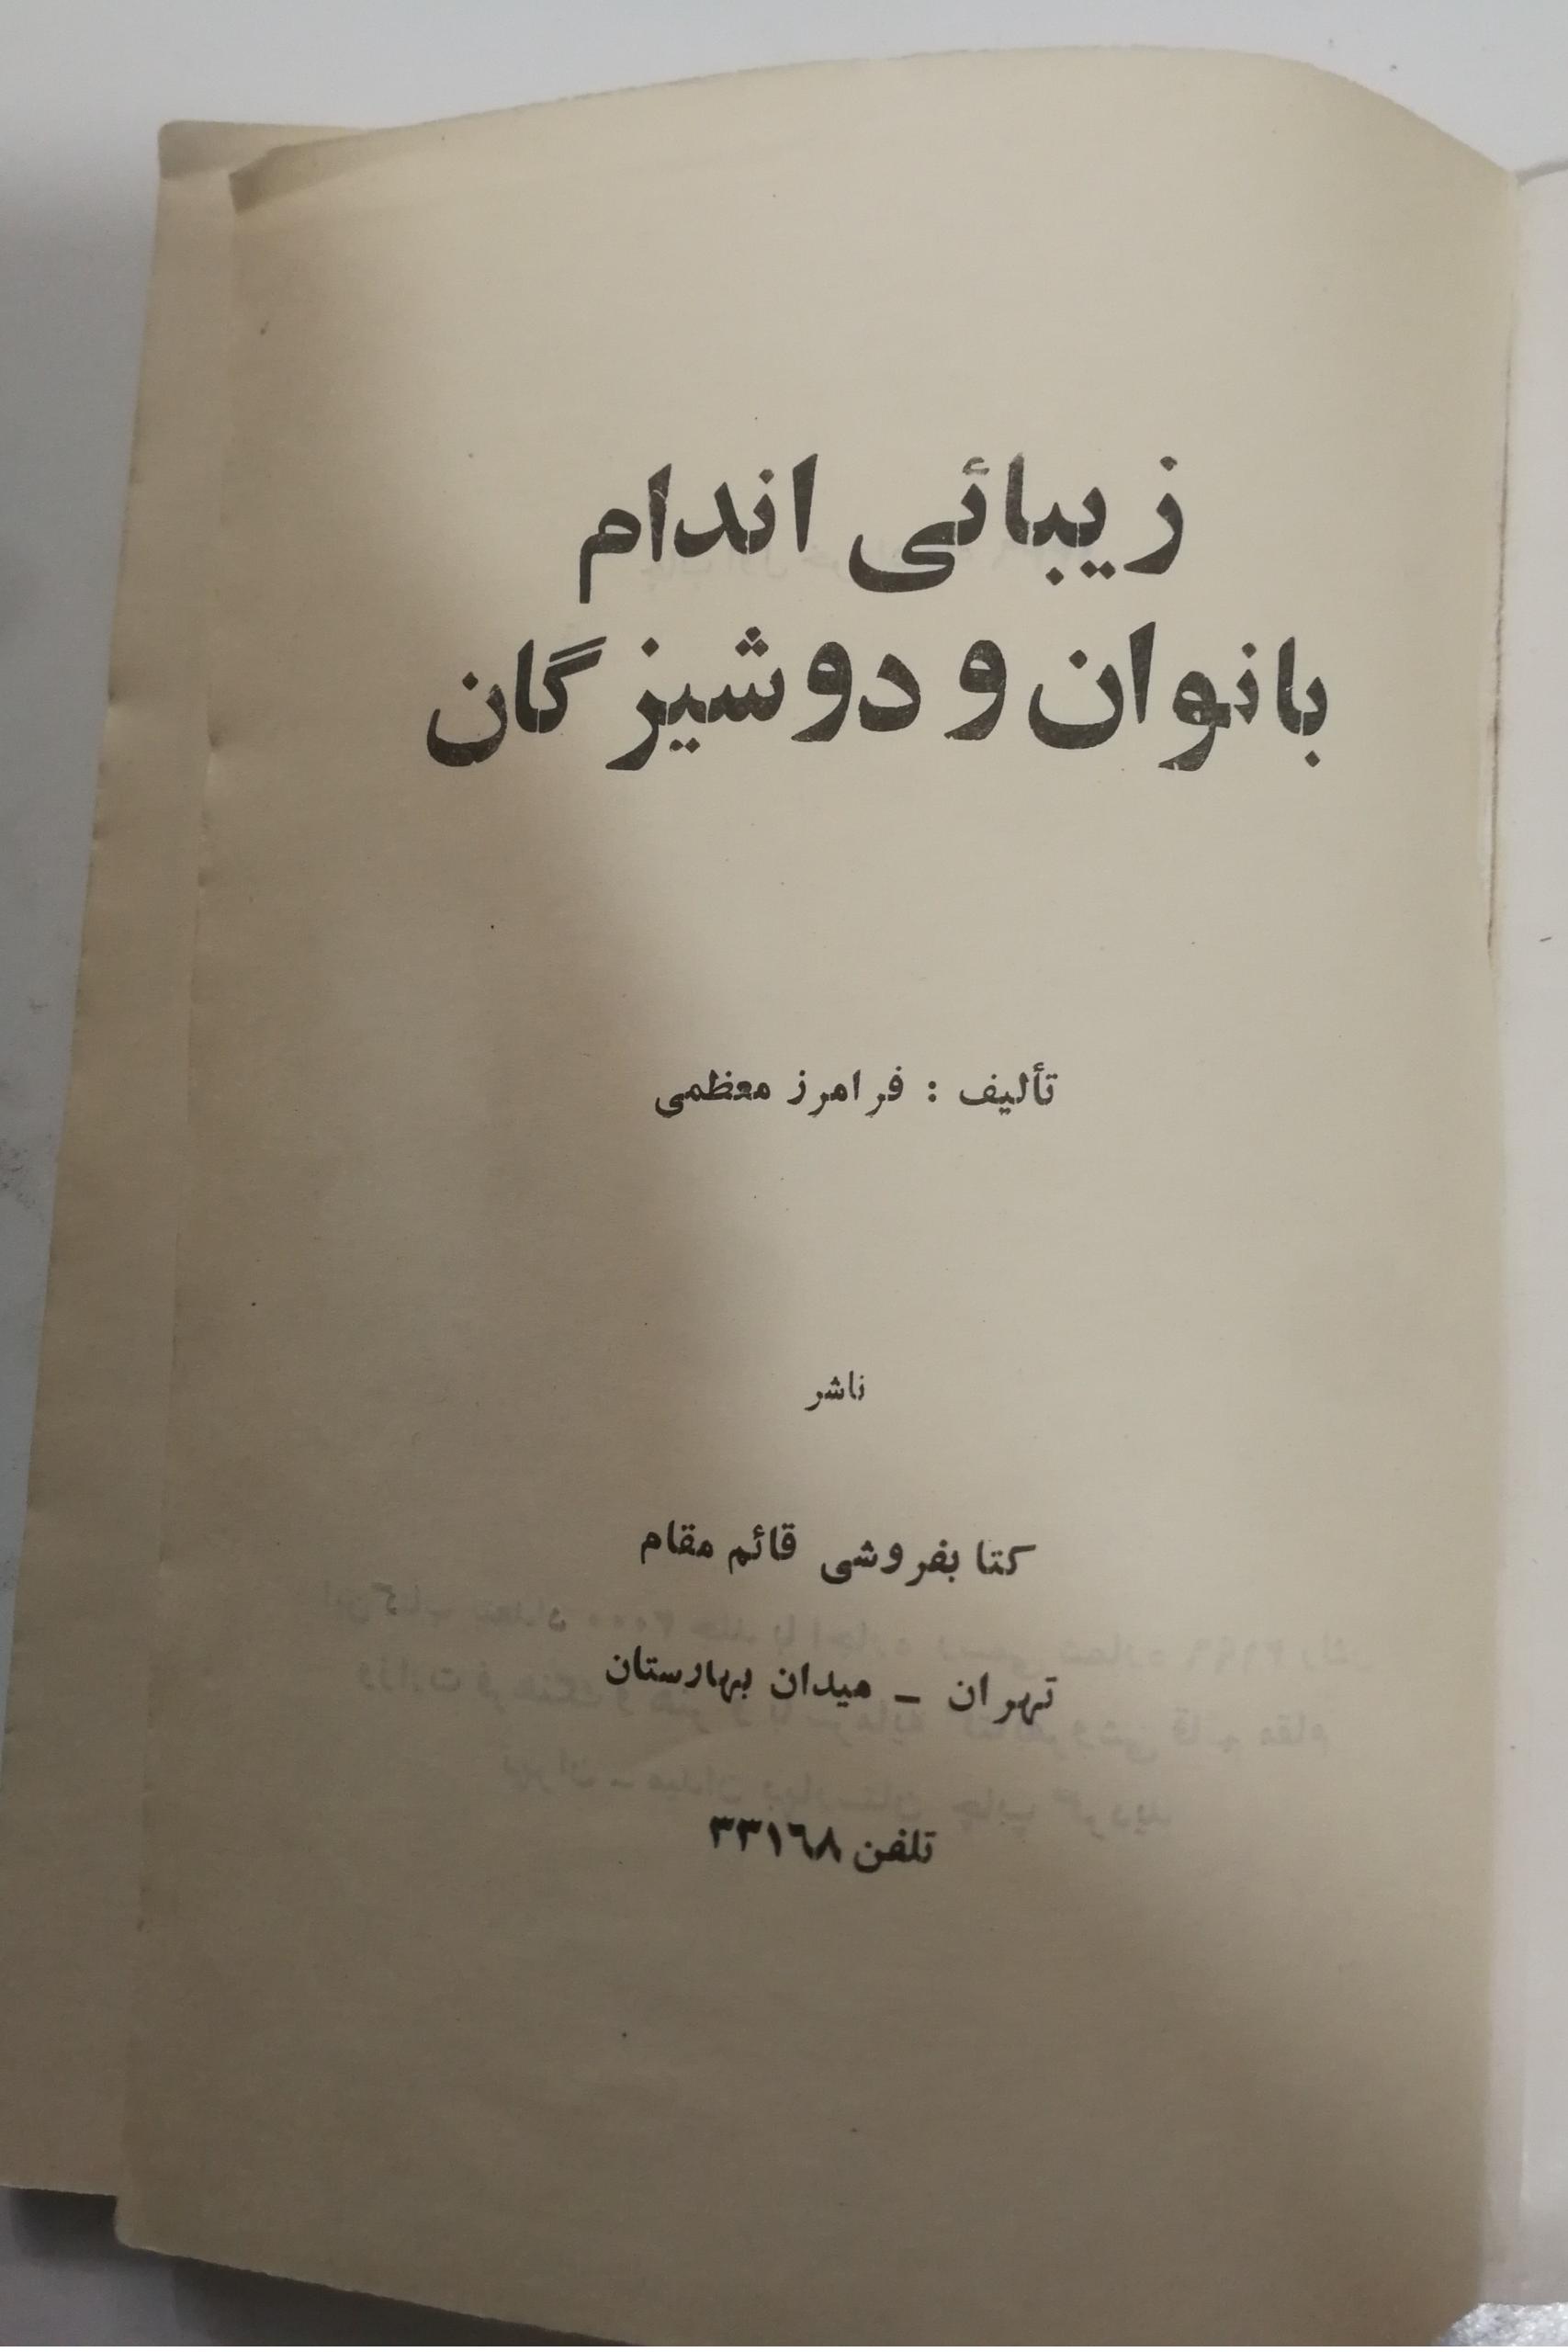 زیبائی اندام
بانوان و دوشیزگان
تألیف : فرامرز معظمی
ناشر
کتابفروشی قائم مقام
تهران – میدان بهارستان
تلفن ۳۳۱۶۸